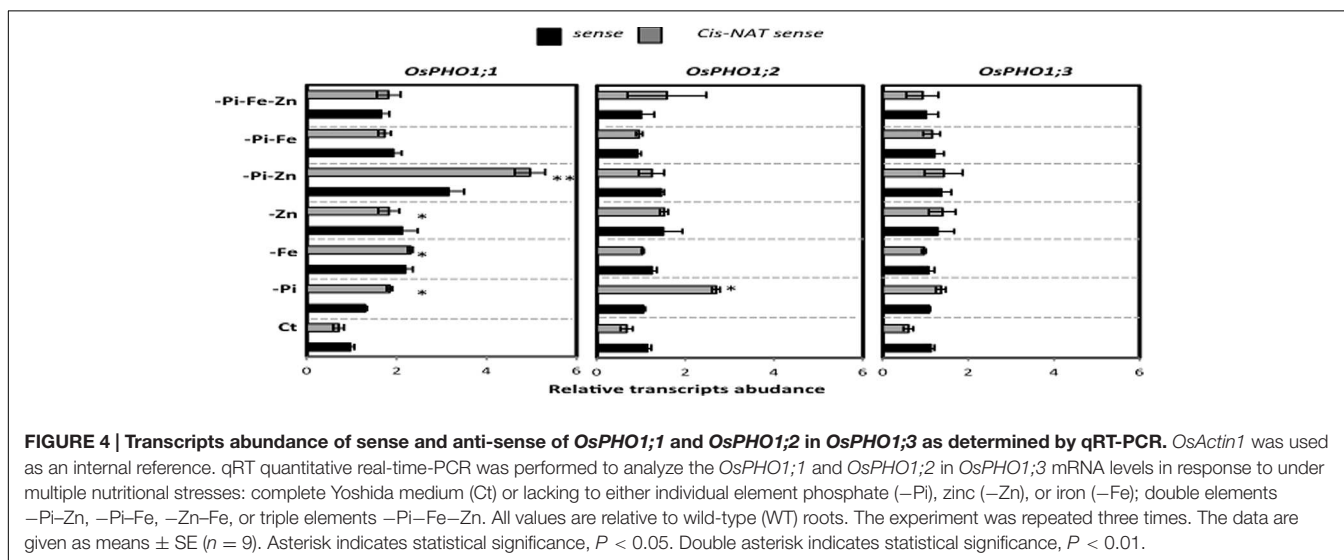 sense Cis-NAT sense
OsPHO1;1 OsPHO1;2 OsPHO1;3
-Pi-Fe-Zn
-Pi-Fe
-Pi-Zn
**
-Zn
*
-Fe
*
-Pi
* *
Ct
0 2 4 6 0 2 4 6 0 2 4 6
Relative transcripts abudance
FIGURE 4 | Transcripts abundance of sense and anti-sense of OsPHO1;1 and OsPHO1;2 in OsPHO1;3 as determined by qRT-PCR. OsActin1 was used
as an internal reference. qRT quantitative real-time-PCR was performed to analyze the OsPHO1;1 and OsPHO1;2 in OsPHO1;3 mRNA levels in response to under
multiple nutritional stresses: complete Yoshida medium (Ct) or lacking to either individual element phosphate (−Pi), zinc (−Zn), or iron (−Fe); double elements
−Pi–Zn, −Pi–Fe, −Zn–Fe, or triple elements −Pi−Fe−Zn. All values are relative to wild-type (WT) roots. The experiment was repeated three times. The data are
given as means ± SE (n = 9). Asterisk indicates statistical significance, P < 0.05. Double asterisk indicates statistical significance, P < 0.01.